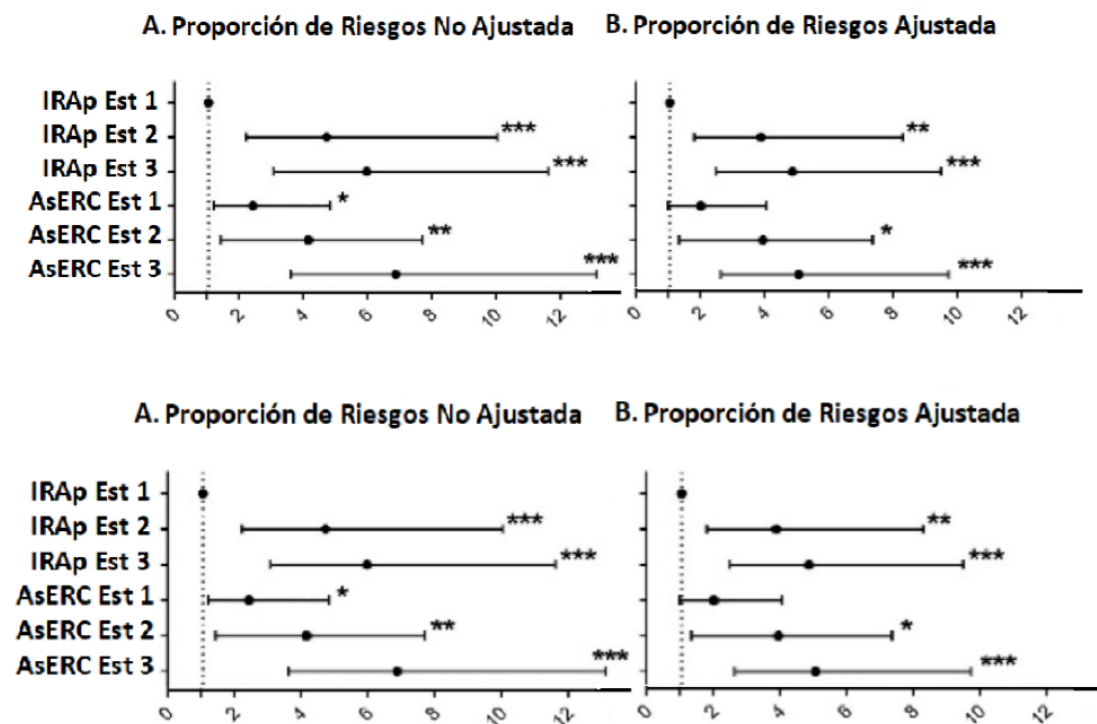 A. Proporción de Riesgos No Ajustada
B. Proporción de Riesgos Ajustada
IRAp Est 1
IRAp Est 2
***
**
IRAp Est 3
***
***
AsERC Est 1
*
AsERC Est 2
**
*
AsERC Est 3
***
***
0 2 4 6 8 10 12
0 2 4 6 8 10 12
A. Proporción de Riesgos No Ajustada
B. Proporción de Riesgos Ajustada
IRAp Est 1
IRAp Est 2
***
**
IRAp Est 3
***
***
AsERC Est 1
*
AsERC Est 2
**
*
AsERC Est 3
***
***
0 2 4 6 8 10 12
0 2 4 6 8 10 12